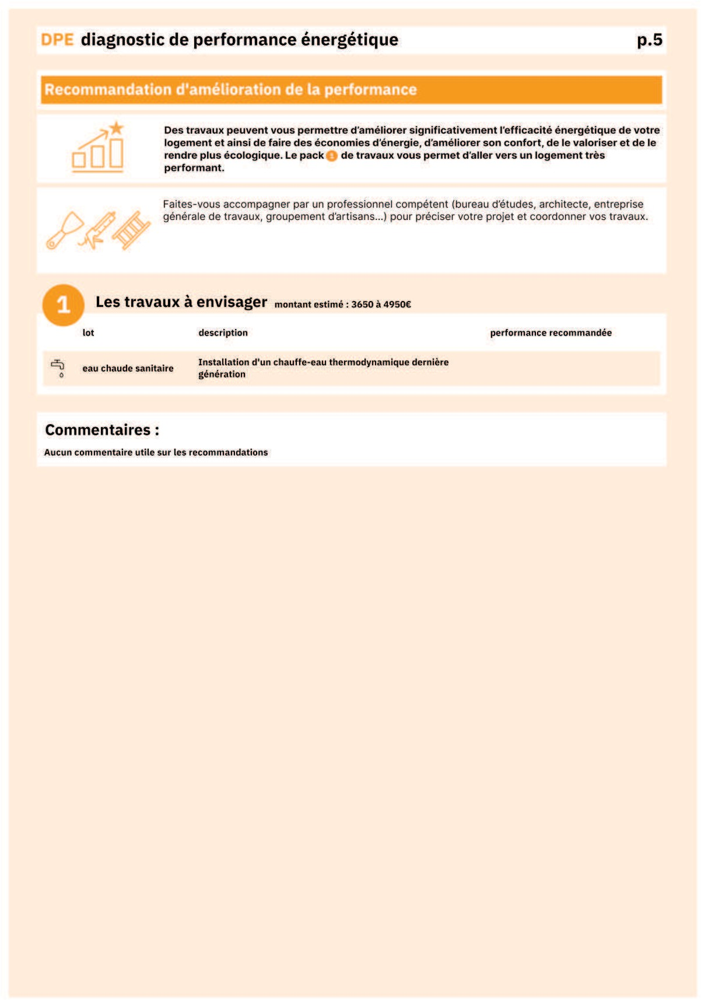 DPE diagnostic de performance énergétique p.5
Recommandation d'amélioration de la performance
Des travaux peuvent vous permettre d’améliorer significativement l’efficacité énergétique de votre
logement et ainsi de faire des économies d’énergie, d’améliorer son confort, de le valoriser et de le
rendre plus écologique. Le pack 1 de travaux vous permet d’aller vers un logement très
performant.
Faites-vous accompagner par un professionnel compétent (bureau d’études, architecte, entreprise
générale de travaux, groupement d’artisans...) pour préciser votre projet et coordonner vos travaux.
1 Les travaux à envisager montant estimé : 3650 à 4950€
lot description performance recommandée
eau chaude sanitaire
Installation d'un chauffe-eau thermodynamique dernière
génération
Commentaires :
Aucun commentaire utile sur les recommandations